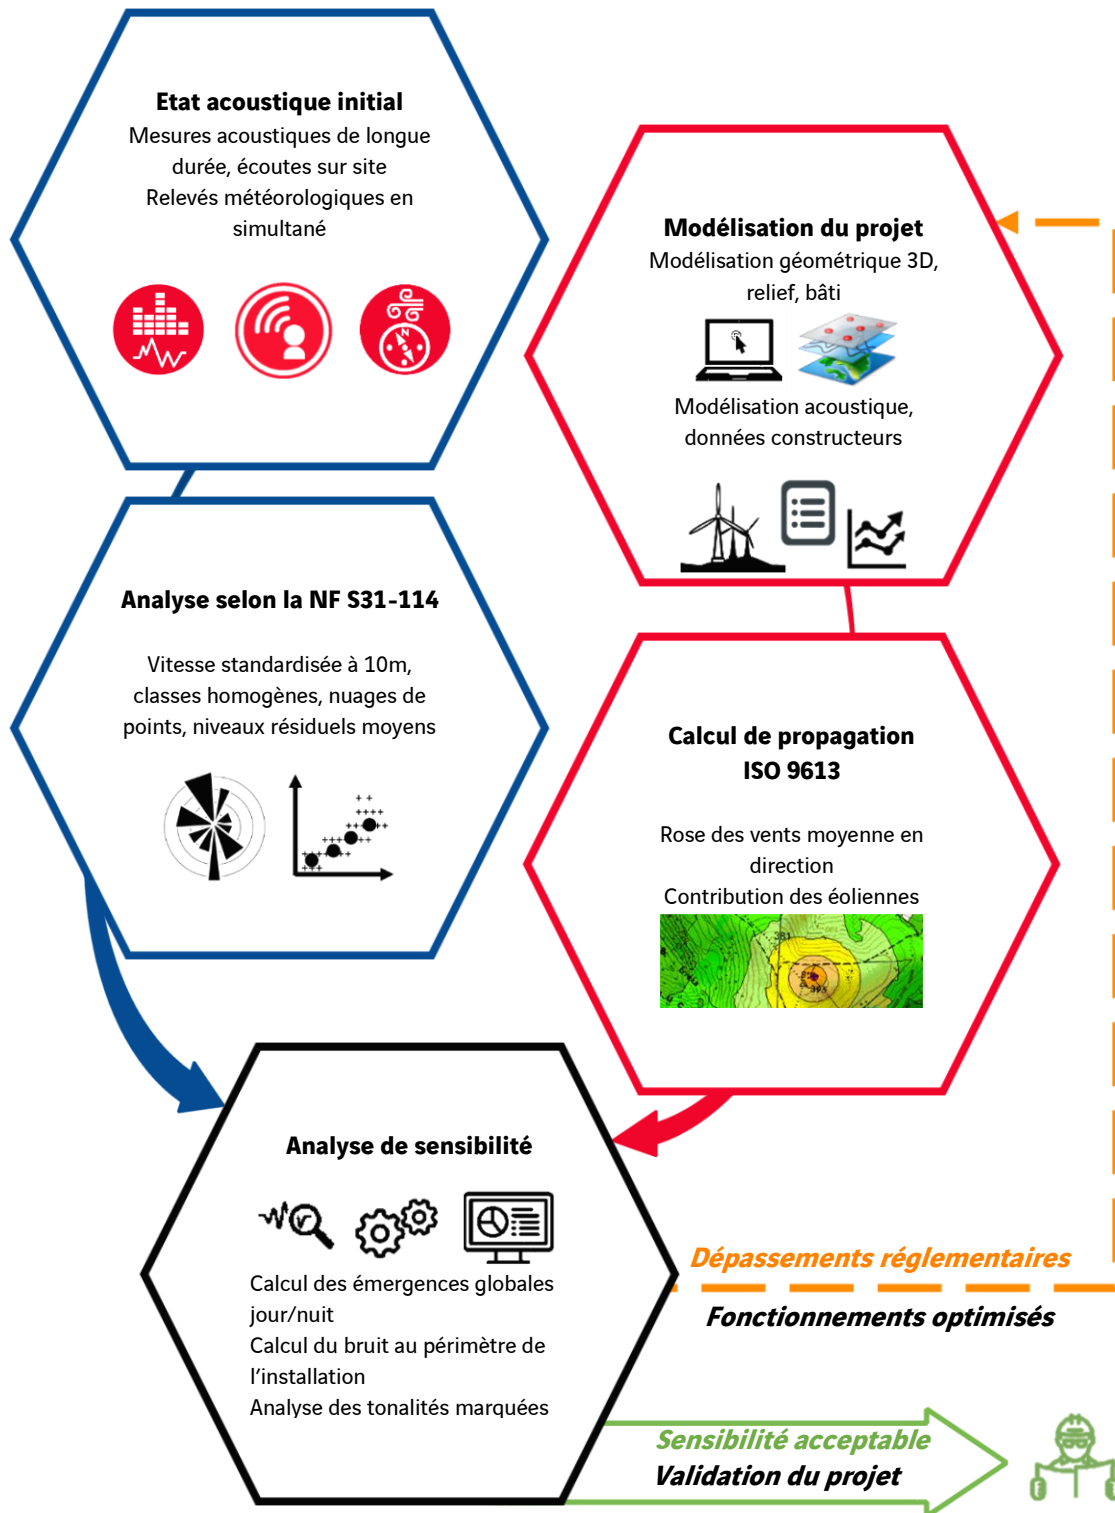 Etat acoustique initial
Mesures acoustiques de longue
durée, écoutes sur site
Relevés météorologiques en
simultané
Analyse selon la NF S31-114
Vitesse standardisée à 10m,
classes homogènes, nuages de
points, niveaux résiduels moyens
Modélisation du projet
Modélisation géométrique 3D,
relief, bâti
Modélisation acoustique,
données constructeurs
Calcul de propagation
ISO 9613
Rose des vents moyenne en
direction
Contribution des éoliennes
381
393
Analyse de sensibilité
Calcul des émergences globales
jour/nuit
Calcul du bruit au périmètre de
l'installation
Analyse des tonalités marquées
Dépassements réglementaires
Fonctionnements optimisés
Sensibilité acceptable
Validation du projet